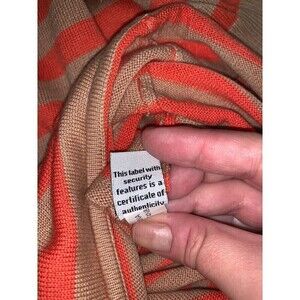 This label with
security
features is a
certificate of
authenticity